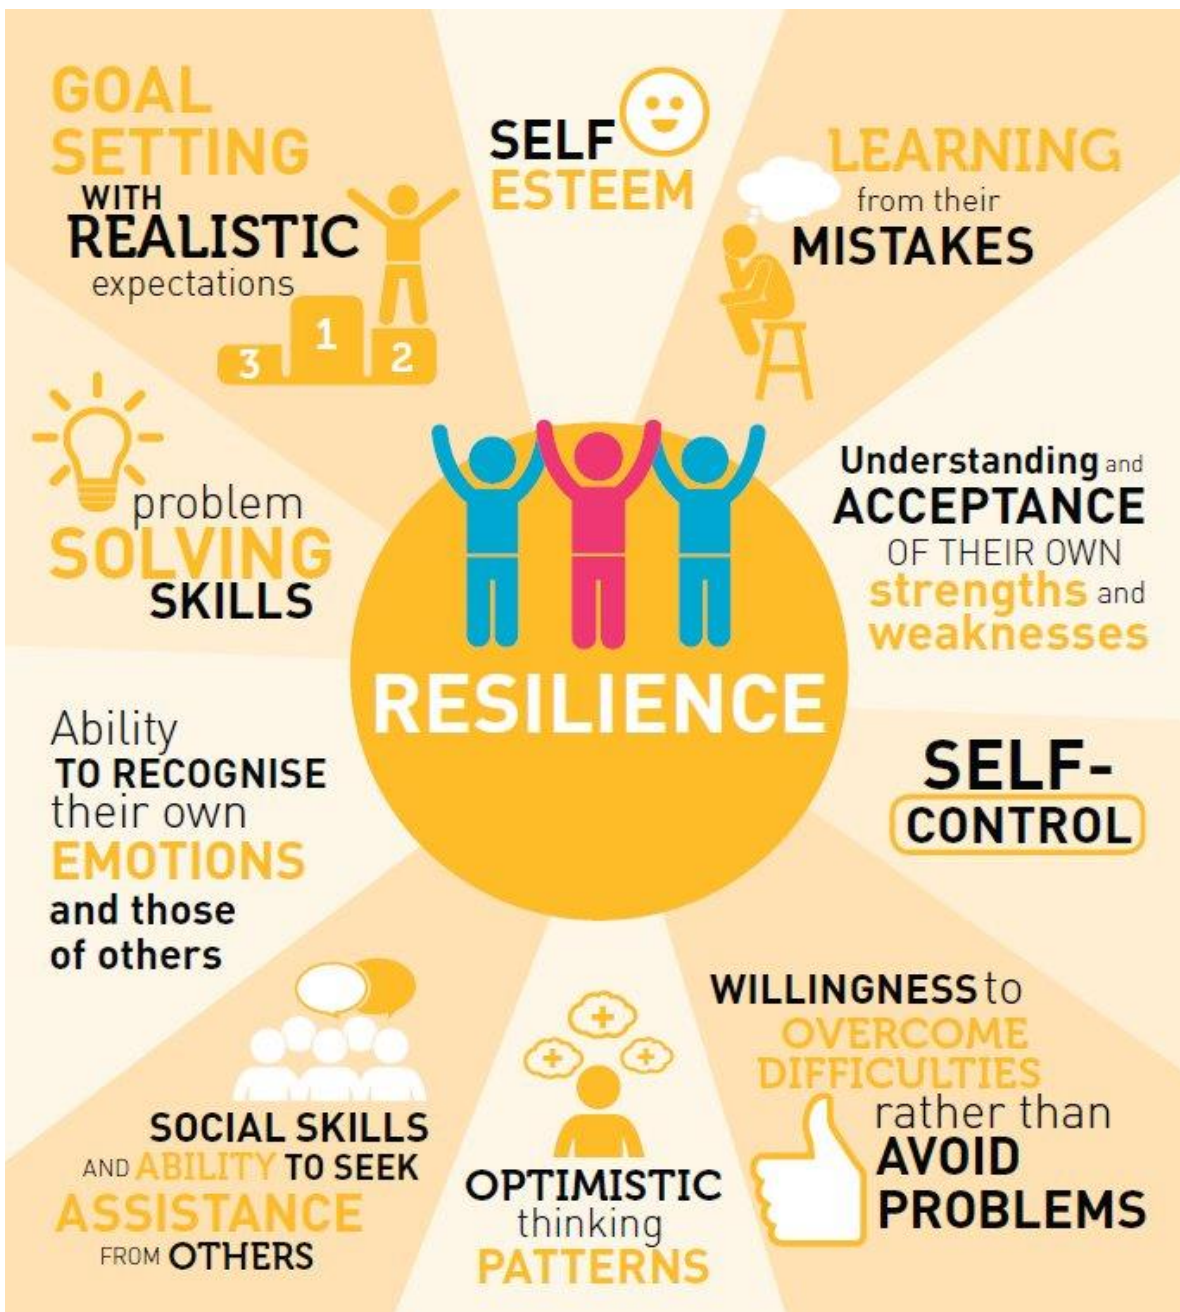 GOAL
SETTING
WITH
REALISTIC
expectations
1
2
3
SELF
ESTEEM
LEARNING
from their
MISTAKES
Understanding and
ACCEPTANCE
OF THEIR OWN
strengths and
weaknesses
SELF-
CONTROL
WILLINGNESS to
OVERCOME
DIFFICULTIES
rather than
AVOID
PROBLEMS
OPTIMISTIC
thinking
PATTERNS
SOCIAL SKILLS
AND ABILITY TO SEEK
ASSISTANCE
FROM OTHERS
Ability
TO RECOGNISE
their own
EMOTIONS
and those
of others
problem
SOLVING
SKILLS
RESILIENCE